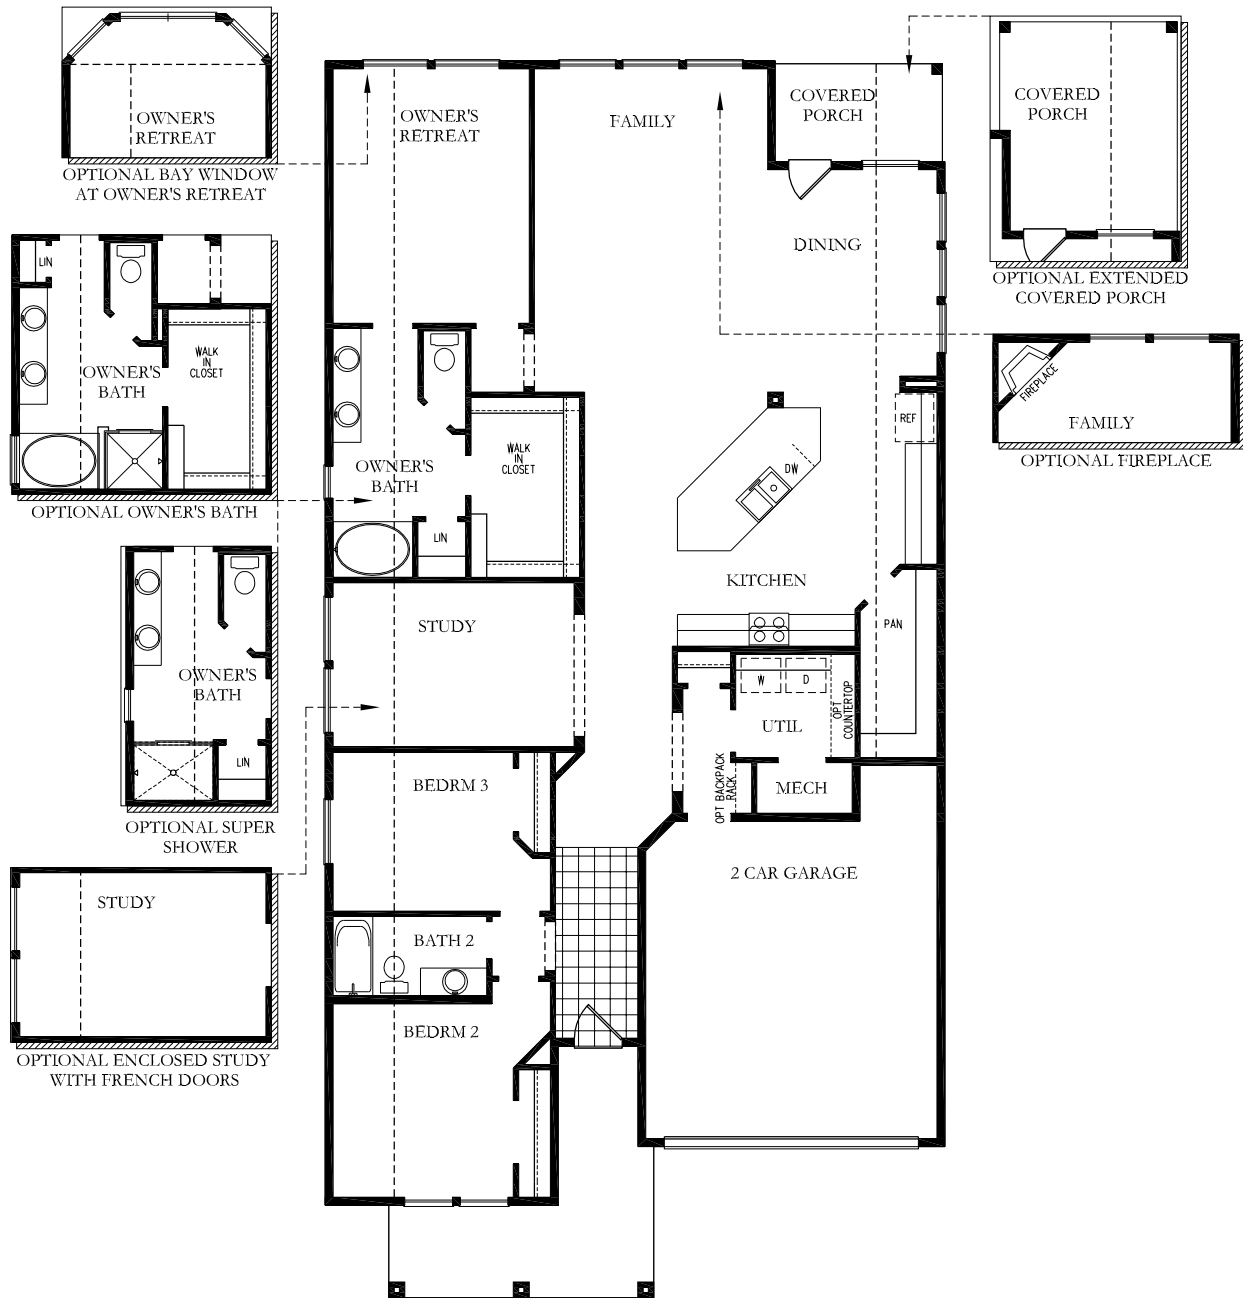 OWNER'S
RETREAT
OPTIONAL BAY WINDOW
AT OWNER'S RETREAT
OWNER'S
RETREAT
FAMILY
COVERED
PORCH
COVERED
PORCH
OPTIONAL EXTENDED
COVERED PORCH
DINING
LIN
WALK
IN
CLOSET
OWNER'S
BATH
OPTIONAL OWNER'S BATH
OWNER'S
BATH
WALK
IN
CLOSET
LIN
REF
DW
KITCHEN
PAN
FIREPLACE
FAMILY
OPTIONAL FIREPLACE
OWNER'S
BATH
LIN
OPTIONAL SUPER
SHOWER
STUDY
W
D
UTIL
OPT
COUNTERTOP
MECH
OPT BACKPACK
RACK
BEDRM 3
2 CAR GARAGE
STUDY
OPTIONAL ENCLOSED STUDY
WITH FRENCH DOORS
BATH 2
BEDRM 2